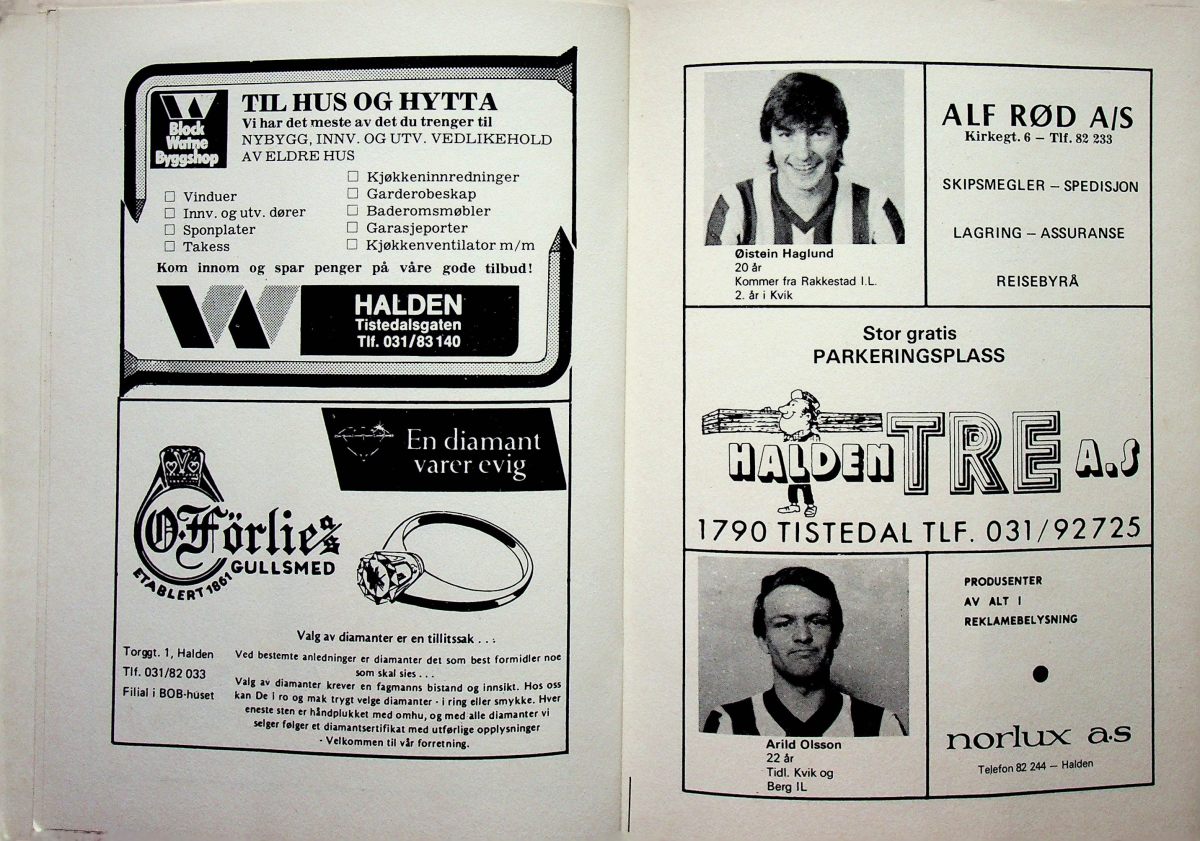 Block
Watne
Byggshop
TIL HUS OG HYTTA
Vi har det meste av det du trenger til
NYBYGG, INNV. OG UTV. VEDLIKEHOLD
AV ELDRE HUS
Vinduer
Innv. og utv. dører
Sponplater
Takess
Kjøkkeninnredninger
Garderobeskap
Baderomsmøbler
Garasjeporter
Kjøkkenventilator m/m
Kom innom og spar penger på våre gode tilbud!
HALDEN
Tistedalsgaten
Tlf. 031/83 140
En diamant
varer evig
O. Förlie a/s
GULLSMED
ETABLERT 1861
Valg av diamanter er en tillitssak . . .
Torggt. 1, Halden
Tlf. 031/82 033
Filial i BOB-huset
Ved bestemte anledninger er diamanter det som best formidler noe
som skal sies . . .
Valg av diamanter krever en fagmanns bistand og innsikt. Hos oss
kan De i ro og mak trygt velge diamanter - i ring eller smykke. Hver
eneste sten er håndplukket med omhu, og med alle diamanter vi
selger følger et diamantsertifikat med utførlige opplysninger
- Velkommen til vår forretning.
Øistein Haglund
20 år
Kommer fra Rakkestad I.L.
2. år i Kvik
ALF RØD A/S
Kirkegt. 6 – Tlf. 82 233
SKIPSMEGLER – SPEDISJON
LAGRING – ASSURANSE
REISEBYRÅ
Stor gratis
PARKERINGSPLASS
HALDEN TRE A.S
1790 TISTEDAL TLF. 031/92725
Arild Olsson
22 år
Tidl. Kvik og
Berg IL
PRODUSENTER
AV ALT I
REKLAMEBELYSNING
norlux a.s
Telefon 82 244 – Halden